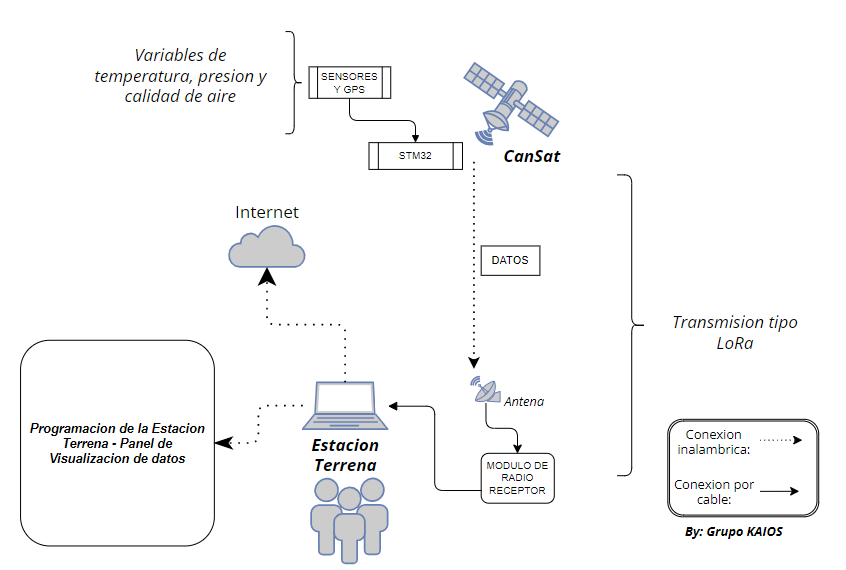 Variables de
temperatura, presion y
calidad de aire
SENSORES
Y GPS
STM32
CanSat
Internet
DATOS
Transmision tipo
LoRa
Antena
Programacion de la Estacion
Terrena - Panel de
Visualizacion de datos
Estacion
Terrena
MODULO DE
RADIO
RECEPTOR
Conexion
inalambrica:
Conexion por
cable:
By: Grupo KAIOS